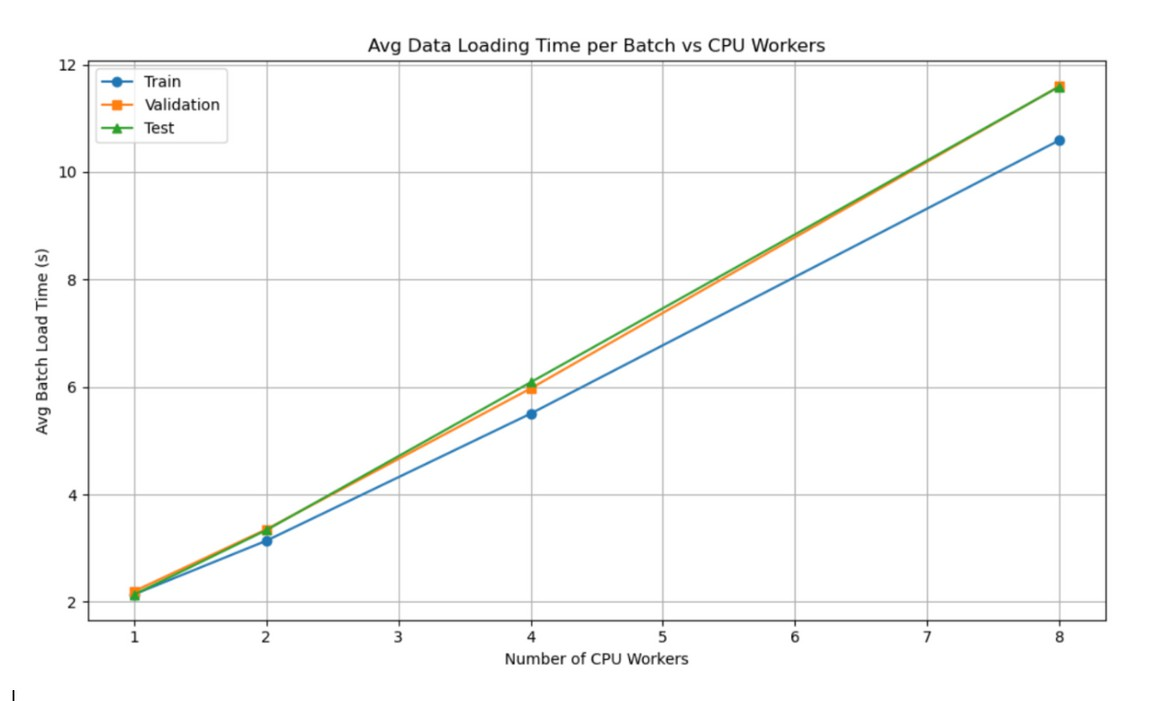 Avg Data Loading Time per Batch vs CPU Workers
12
10
8
6
4
2
Avg Batch Load Time (s)
Train
Validation
Test
1 2 3 4 5 6 7 8
Number of CPU Workers